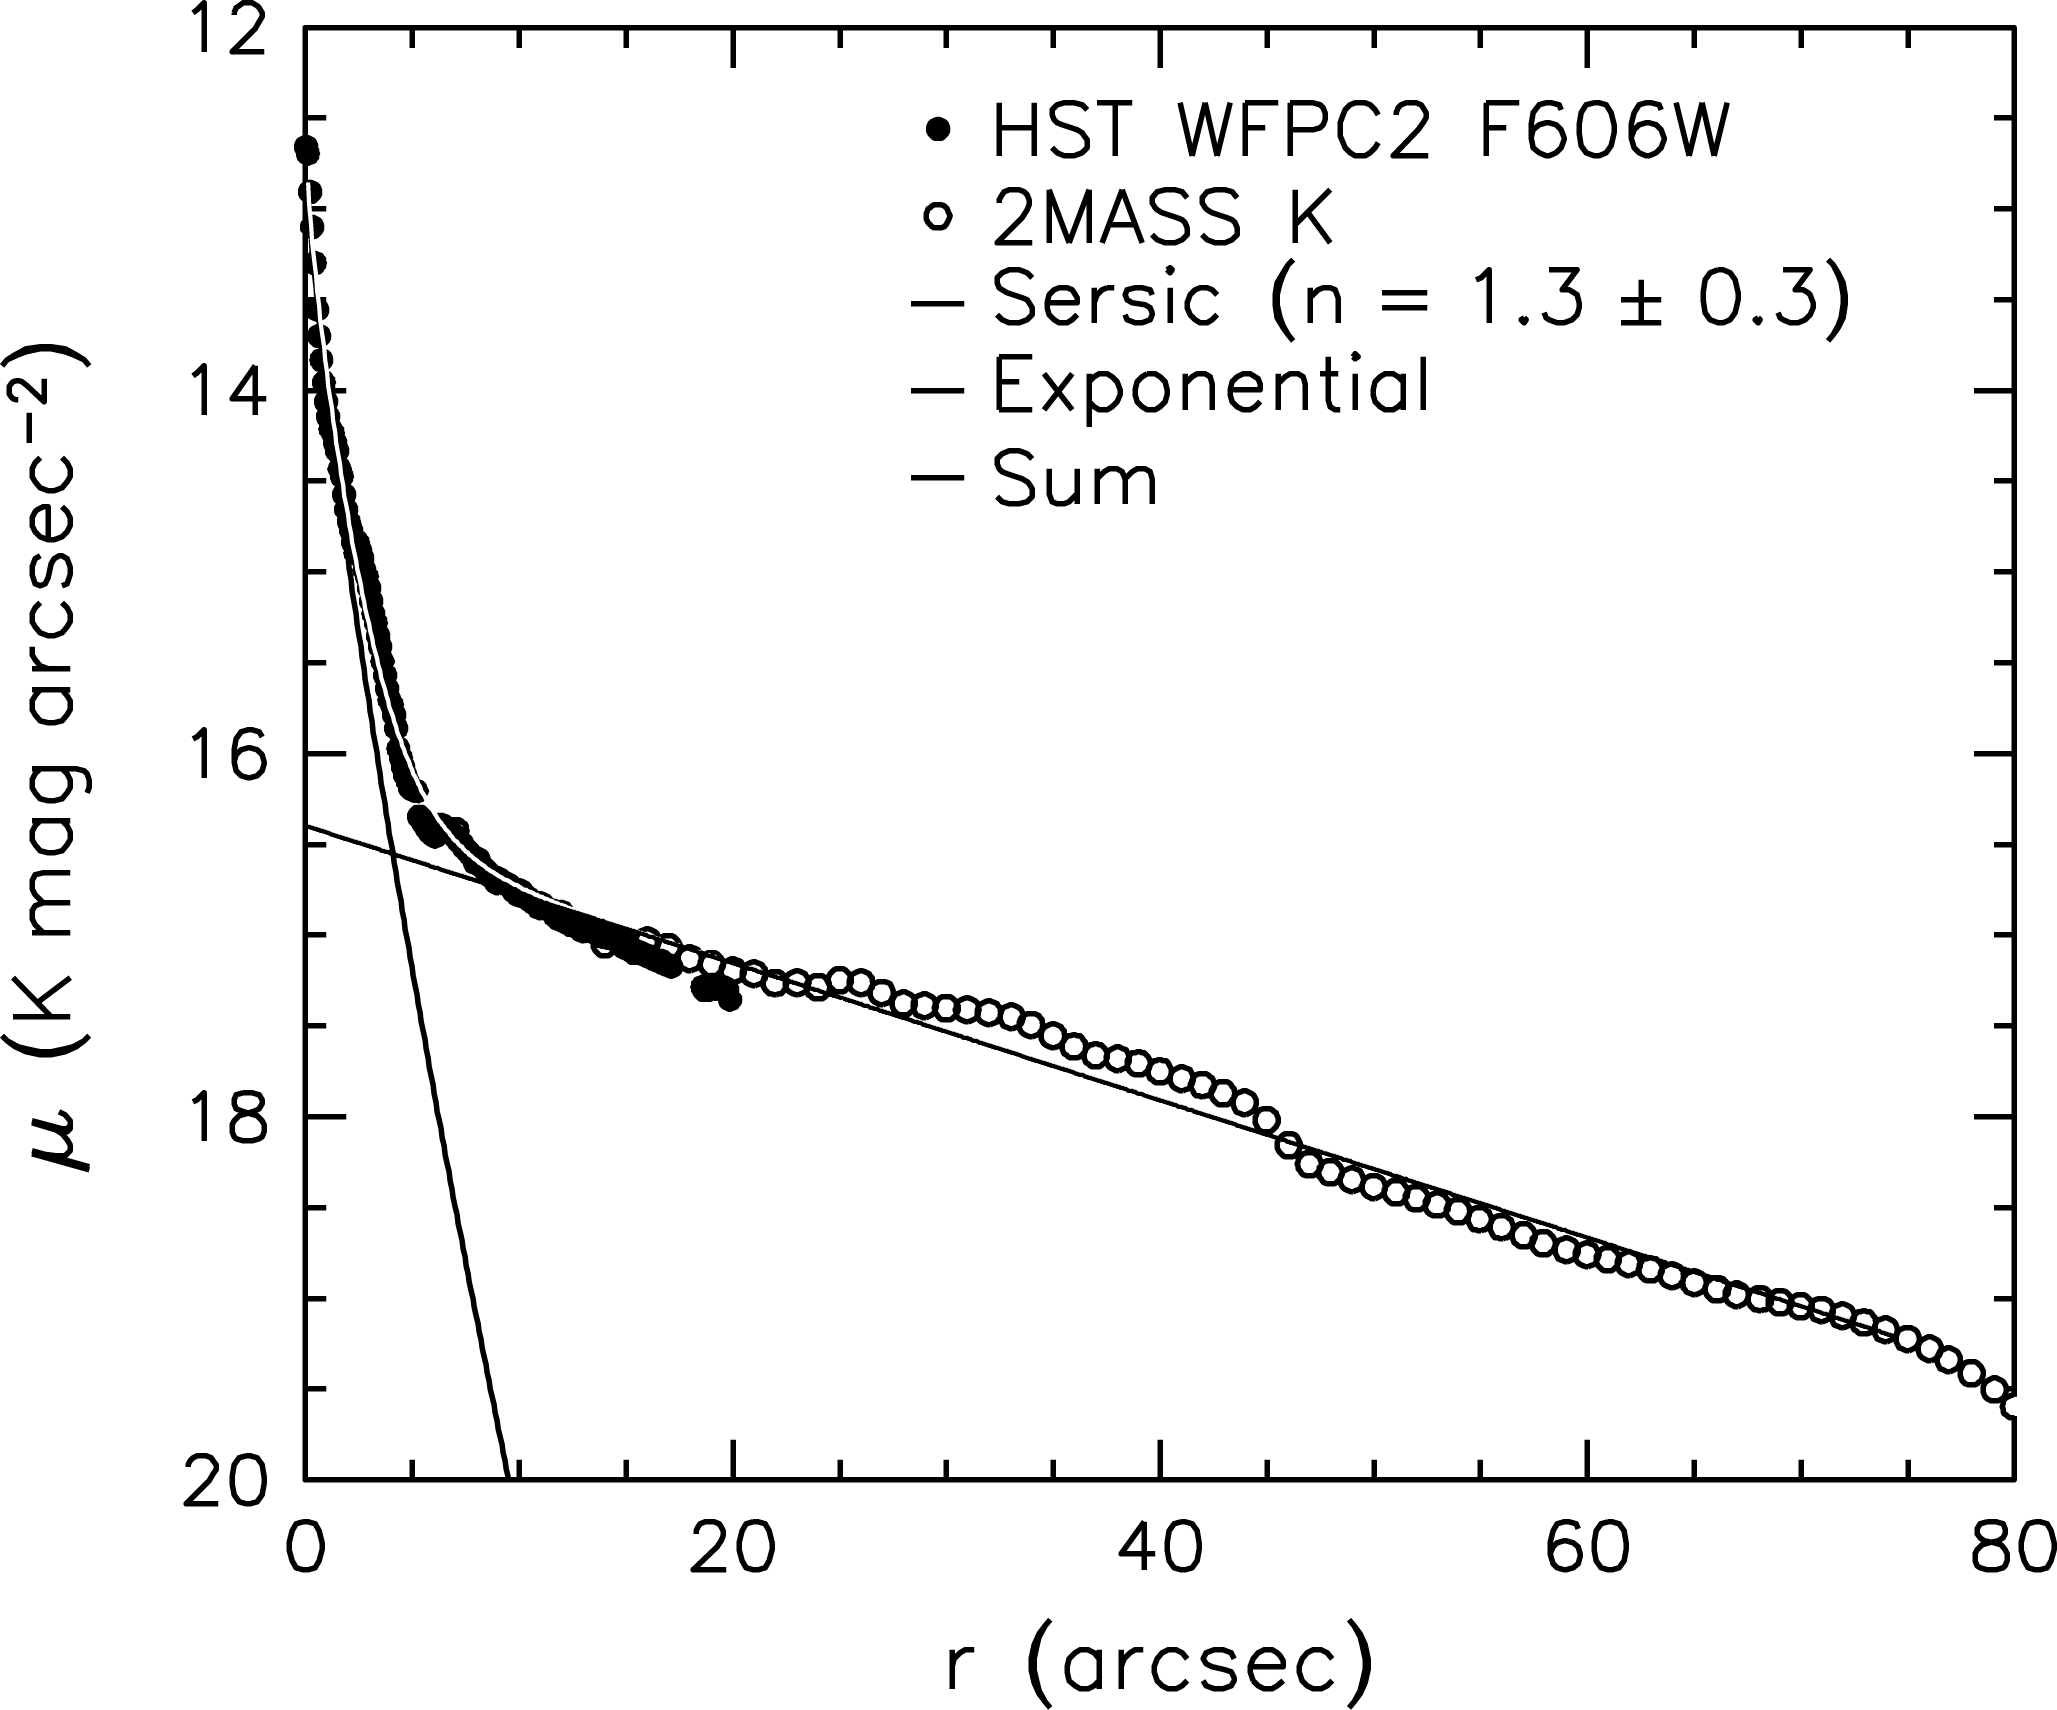 12
14
16
18
20
μ (K mag arcsec⁻²)
HST WFPC2 F606W
2MASS K
Sersic (n = 1.3 ± 0.3)
Exponential
Sum
0 20 40 60 80
r (arcsec)